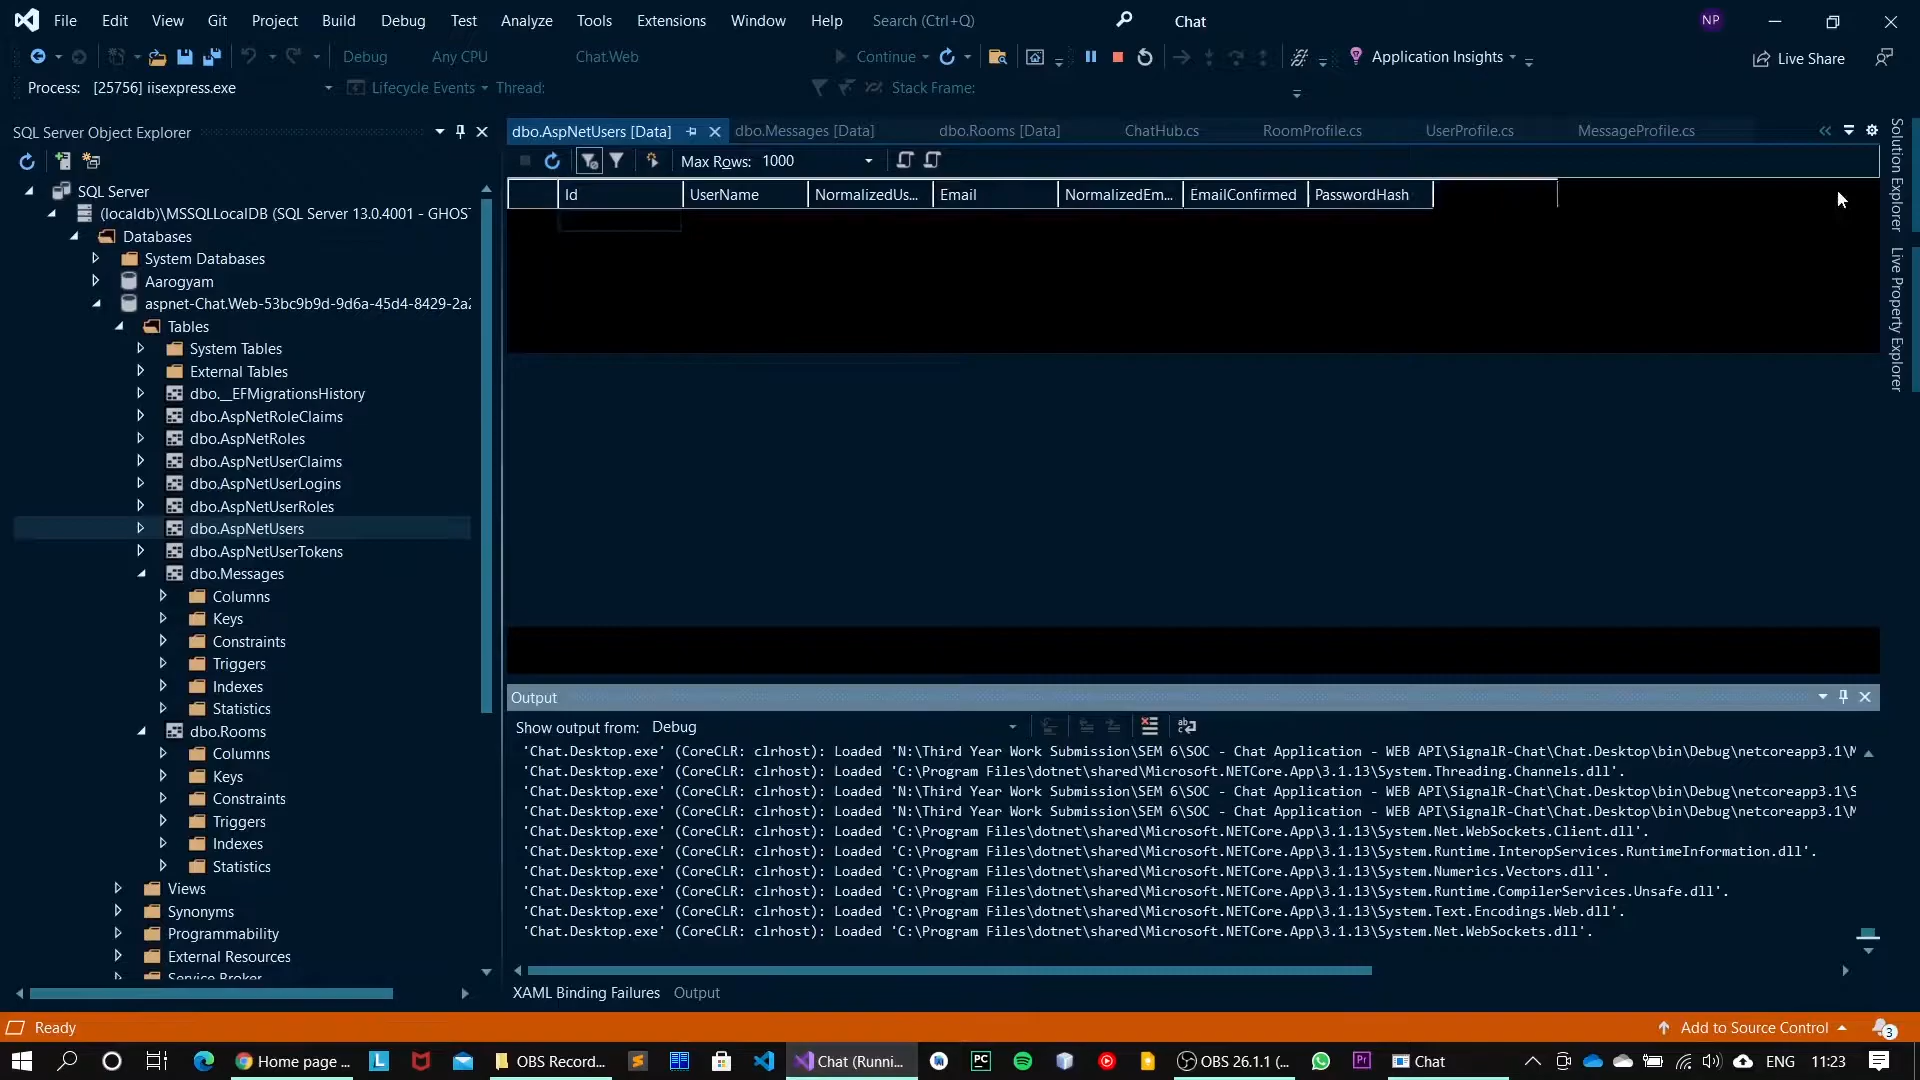 File Edit View Git Project Build Debug Test Analyze Tools Extensions Window Help Search (Ctrl+Q) Chat NP
Debug Any CPU Chat.Web Continue Application Insights Live Share
Process: [25756] iisexpress.exe Lifecycle Events Thread: Stack Frame:
SQL Server Object Explorer
dbo.AspNetUsers [Data] dbo.Messages [Data] dbo.Rooms [Data] ChatHub.cs RoomProfile.cs UserProfile.cs MessageProfile.cs
Max Rows: 1000
Id UserName NormalizedUs... Email NormalizedEm... EmailConfirmed PasswordHash
Solution Explorer
Live Property Explorer
SQL Server
(localdb)\MSSQLLocalDB (SQL Server 13.0.4001 - GHOST
Databases
System Databases
Aarogyam
aspnet-Chat.Web-53bc9b9d-9d6a-45d4-8429-2a2
Tables
System Tables
External Tables
dbo.__EFMigrationsHistory
dbo.AspNetRoleClaims
dbo.AspNetRoles
dbo.AspNetUserClaims
dbo.AspNetUserLogins
dbo.AspNetUserRoles
dbo.AspNetUsers
dbo.AspNetUserTokens
dbo.Messages
Columns
Keys
Constraints
Triggers
Indexes
Statistics
dbo.Rooms
Columns
Keys
Constraints
Triggers
Indexes
Statistics
Views
Synonyms
Programmability
External Resources
Service Broker
Output
Show output from: Debug
'Chat.Desktop.exe' (CoreCLR: clrhost): Loaded 'N:\Third Year Work Submission\SEM 6\SOC - Chat Application - WEB API\SignalR-Chat\Chat.Desktop\bin\Debug\netcoreapp3.1\M
'Chat.Desktop.exe' (CoreCLR: clrhost): Loaded 'C:\Program Files\dotnet\shared\Microsoft.NETCore.App\3.1.13\System.Threading.Channels.dll'.
'Chat.Desktop.exe' (CoreCLR: clrhost): Loaded 'N:\Third Year Work Submission\SEM 6\SOC - Chat Application - WEB API\SignalR-Chat\Chat.Desktop\bin\Debug\netcoreapp3.1\S
'Chat.Desktop.exe' (CoreCLR: clrhost): Loaded 'N:\Third Year Work Submission\SEM 6\SOC - Chat Application - WEB API\SignalR-Chat\Chat.Desktop\bin\Debug\netcoreapp3.1\M
'Chat.Desktop.exe' (CoreCLR: clrhost): Loaded 'C:\Program Files\dotnet\shared\Microsoft.NETCore.App\3.1.13\System.Net.WebSockets.Client.dll'.
'Chat.Desktop.exe' (CoreCLR: clrhost): Loaded 'C:\Program Files\dotnet\shared\Microsoft.NETCore.App\3.1.13\System.Runtime.InteropServices.RuntimeInformation.dll'.
'Chat.Desktop.exe' (CoreCLR: clrhost): Loaded 'C:\Program Files\dotnet\shared\Microsoft.NETCore.App\3.1.13\System.Numerics.Vectors.dll'.
'Chat.Desktop.exe' (CoreCLR: clrhost): Loaded 'C:\Program Files\dotnet\shared\Microsoft.NETCore.App\3.1.13\System.Runtime.CompilerServices.Unsafe.dll'.
'Chat.Desktop.exe' (CoreCLR: clrhost): Loaded 'C:\Program Files\dotnet\shared\Microsoft.NETCore.App\3.1.13\System.Text.Encodings.Web.dll'.
'Chat.Desktop.exe' (CoreCLR: clrhost): Loaded 'C:\Program Files\dotnet\shared\Microsoft.NETCore.App\3.1.13\System.Net.WebSockets.dll'.
XAML Binding Failures Output
Ready Add to Source Control 3
Home page ... L OBS Record... Chat (Runni... PC OBS 26.1.1 (... Pr Chat ENG 11:23